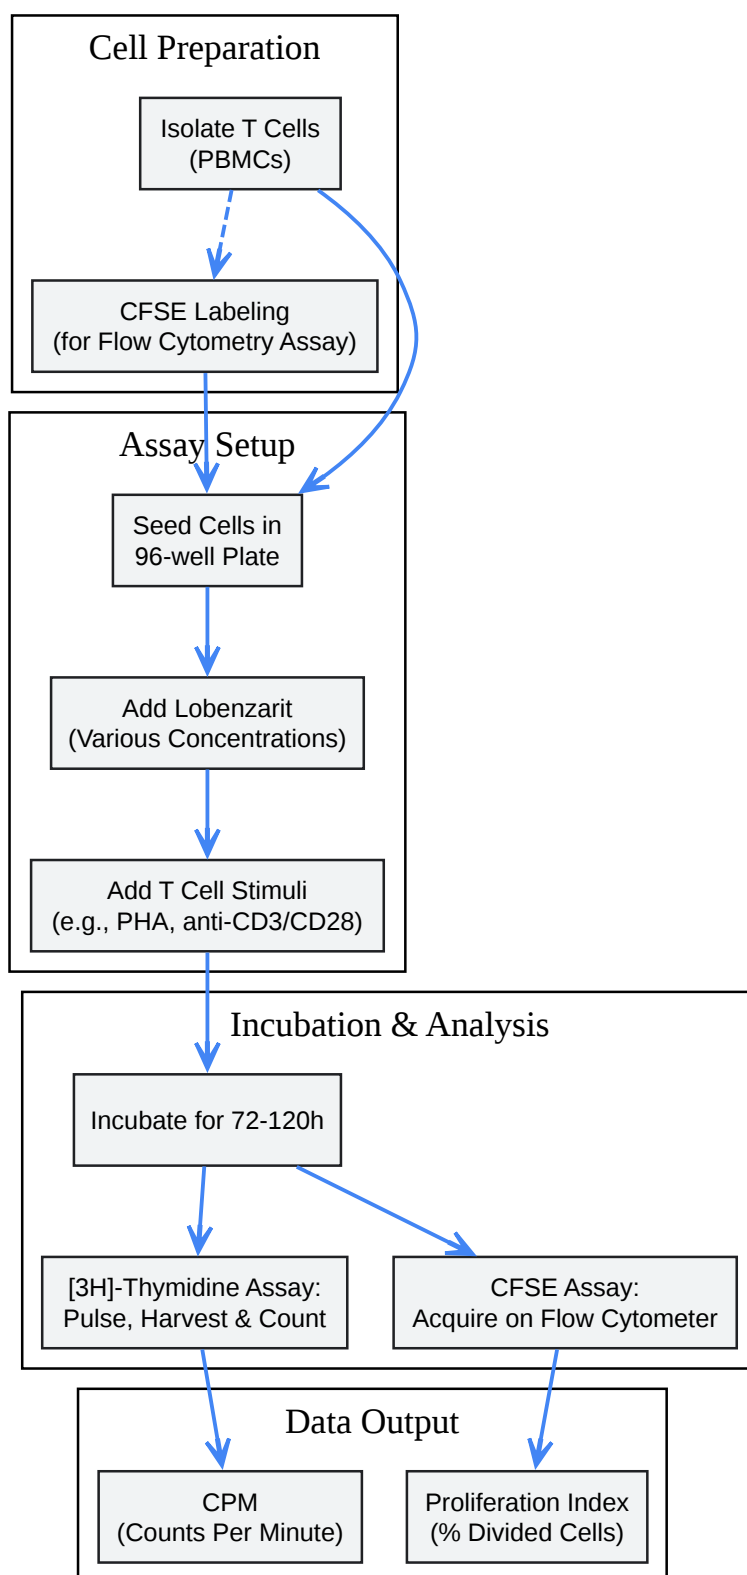 Cell Preparation
Isolate T Cells
(PBMCs)
CFSE Labeling
(for Flow Cytometry Assay)
Assay Setup
Seed Cells in
96-well Plate
Add Lobenzarit
(Various Concentrations)
Add T Cell Stimuli
(e.g., PHA, anti-CD3/CD28)
Incubation & Analysis
Incubate for 72-120h
[3H]-Thymidine Assay:
Pulse, Harvest & Count
CFSE Assay:
Acquire on Flow Cytometer
Data Output
CPM
(Counts Per Minute)
Proliferation Index
(% Divided Cells)